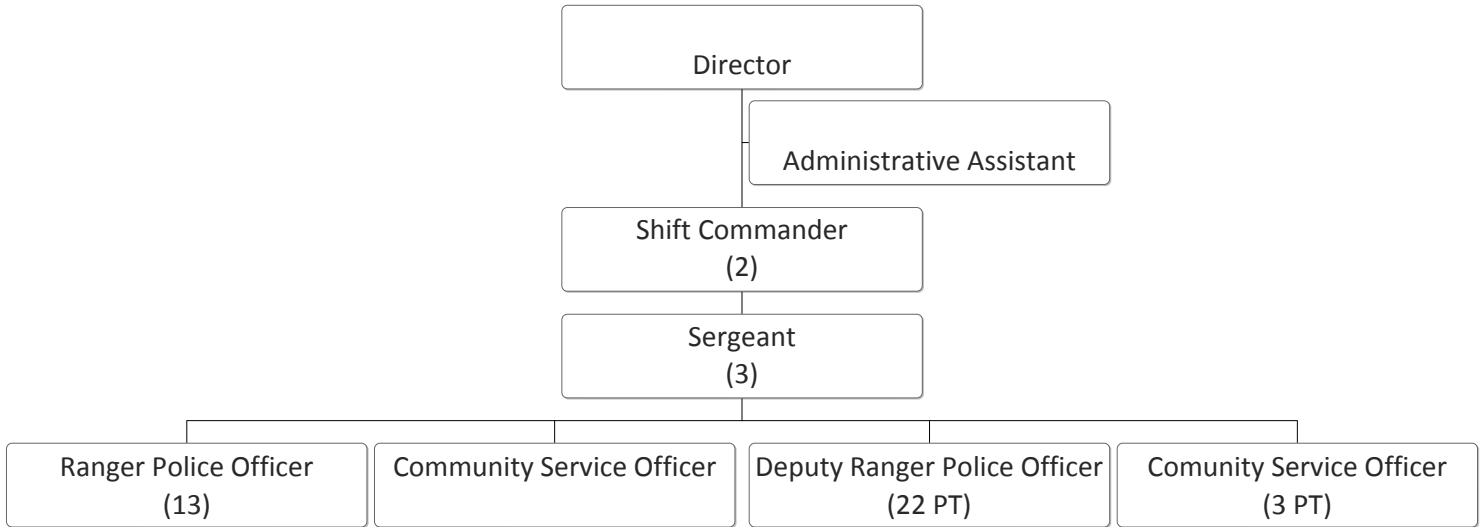 Director
Administrative Assistant
Shift Commander
(2)
Sergeant
(3)
Ranger Police Officer
(13)
Community Service Officer
Deputy Ranger Police Officer
(22 PT)
Comunity Service Officer
(3 PT)